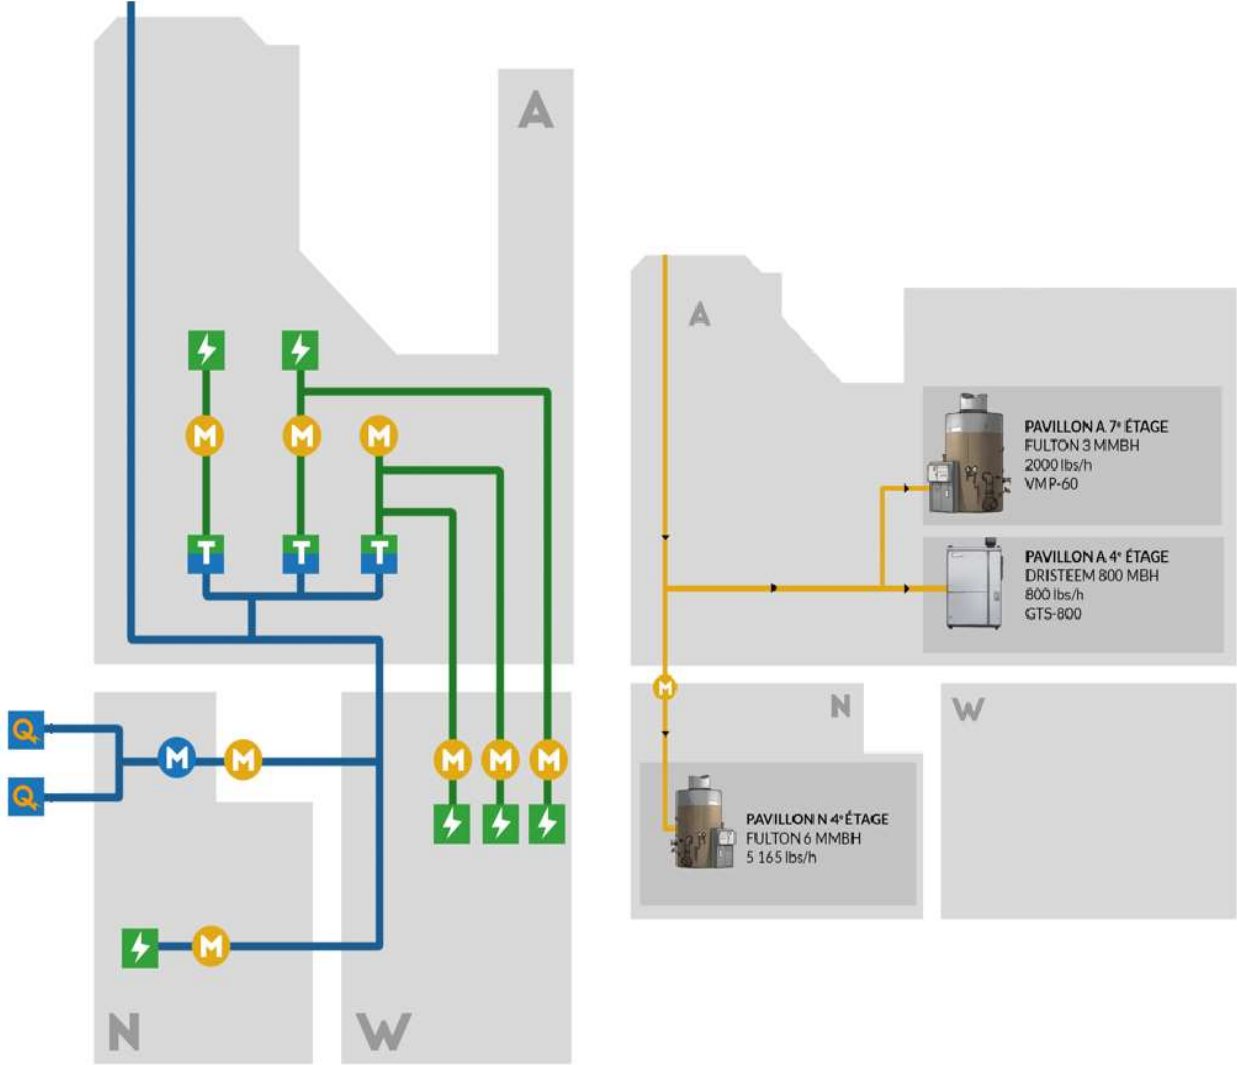 A
M
M
M
T
T
T
Q
Q
M
M
M
M
M
M
N
W
A
PAVILLON A 7e ÉTAGE
FULTON 3 MMBH
2000 lbs/h
VMP-60
PAVILLON A 4e ÉTAGE
DRISTEEM 800 MBH
800 lbs/h
GTS-800
M
N
W
PAVILLON N 4e ÉTAGE
FULTON 6 MMBH
5 165 lbs/h